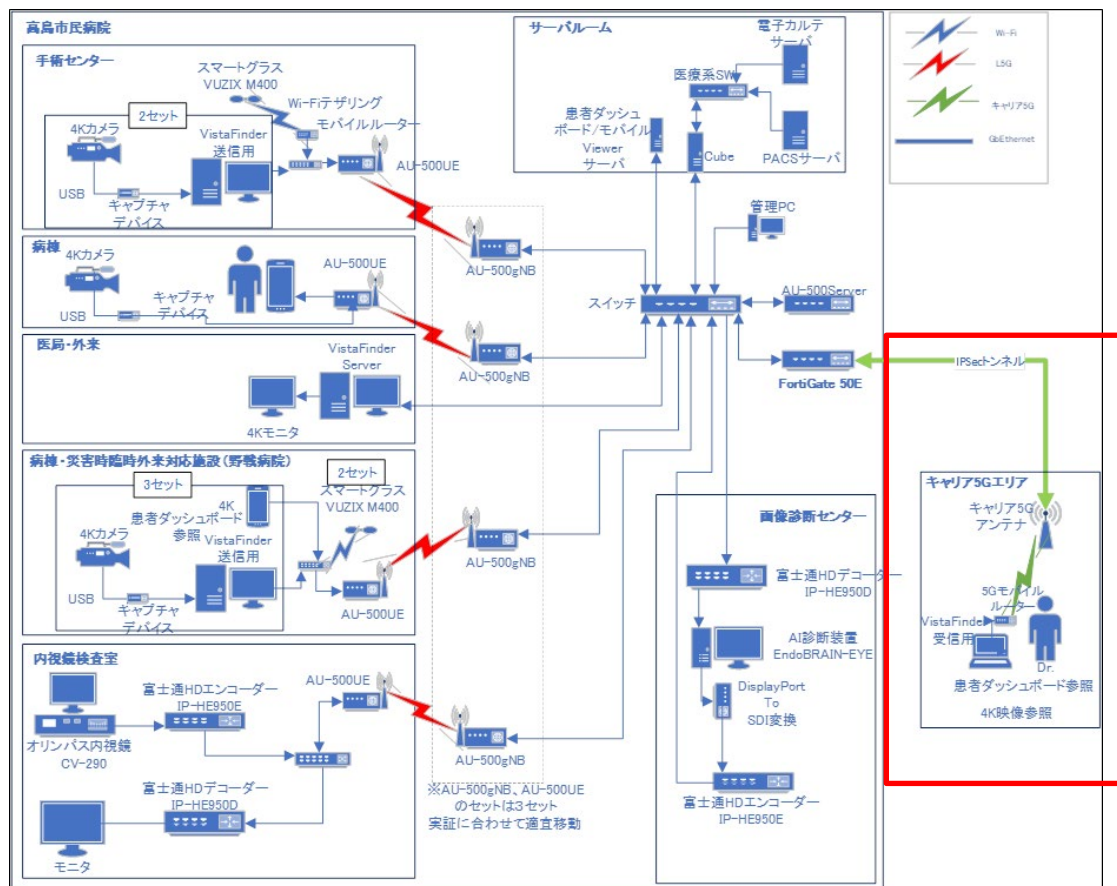 高島市民病院
手術センター
スマートグラス
VUZIX M400
Wi-Fiテザリング
モバイルルーター
2セット
4Kカメラ
VistaFinder
送信用
AU-500UE
USB
キャプチャ
デバイス
AU-500gNB
病棟
4Kカメラ
AU-500UE
キャプチャ
デバイス
USB
AU-500gNB
医局・外来
VistaFinder
Server
4Kモニタ
病棟・災害時臨時外来対応施設(野戦病院)
2セット
3セット
スマートグラス
VUZIX M400
4K
患者ダッシュボード
参照
4Kカメラ
VistaFinder
送信用
USB
キャプチャ
デバイス
AU-500UE
AU-500gNB
内視鏡検査室
AU-500UE
富士通HDエンコーダー
IP-HE950E
オリンパス内視鏡
CV-290
富士通HDデコーダー
IP-HE950D
モニタ
AU-500gNB
※AU-500gNB、AU-500UE
のセットは3セット
実証に合わせて適宜移動
サーバルーム
電子カルテ
サーバ
医療系SW
患者ダッシュ
ボード/モバイル
Viewer
サーバ
Cube
PACSサーバ
管理PC
スイッチ
AU-500Server
FortiGate 50E
画像診断センター
富士通HDデコーダー
IP-HE950D
AI診断装置
EndoBRAIN-EYE
DisplayPort
To
SDI変換
富士通HDエンコーダー
IP-HE950E
Wi-Fi
L5G
キャリア5G
GbEthernet
IPSecトンネル
キャリア5Gエリア
キャリア5G
アンテナ
5Gモバイル
ルーター
VistaFinder
受信用
Dr.
患者ダッシュボード参照
4K映像参照